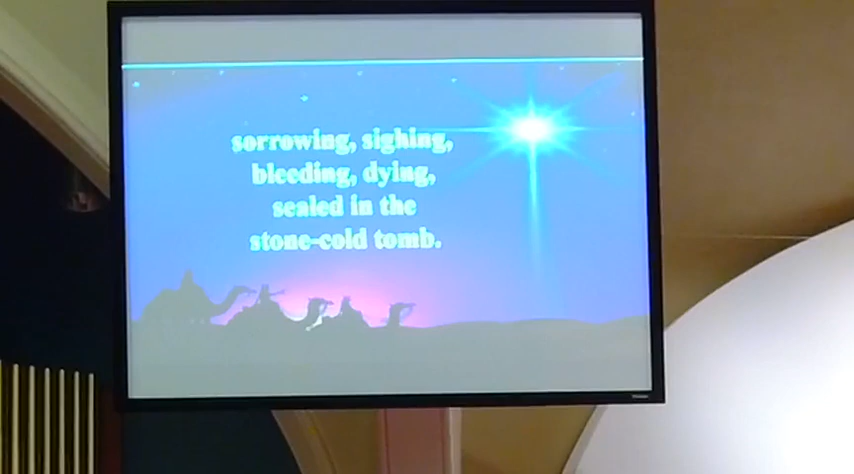 sorrowing, sighing,
bleeding, dying,
sealed in the
stone-cold tomb.